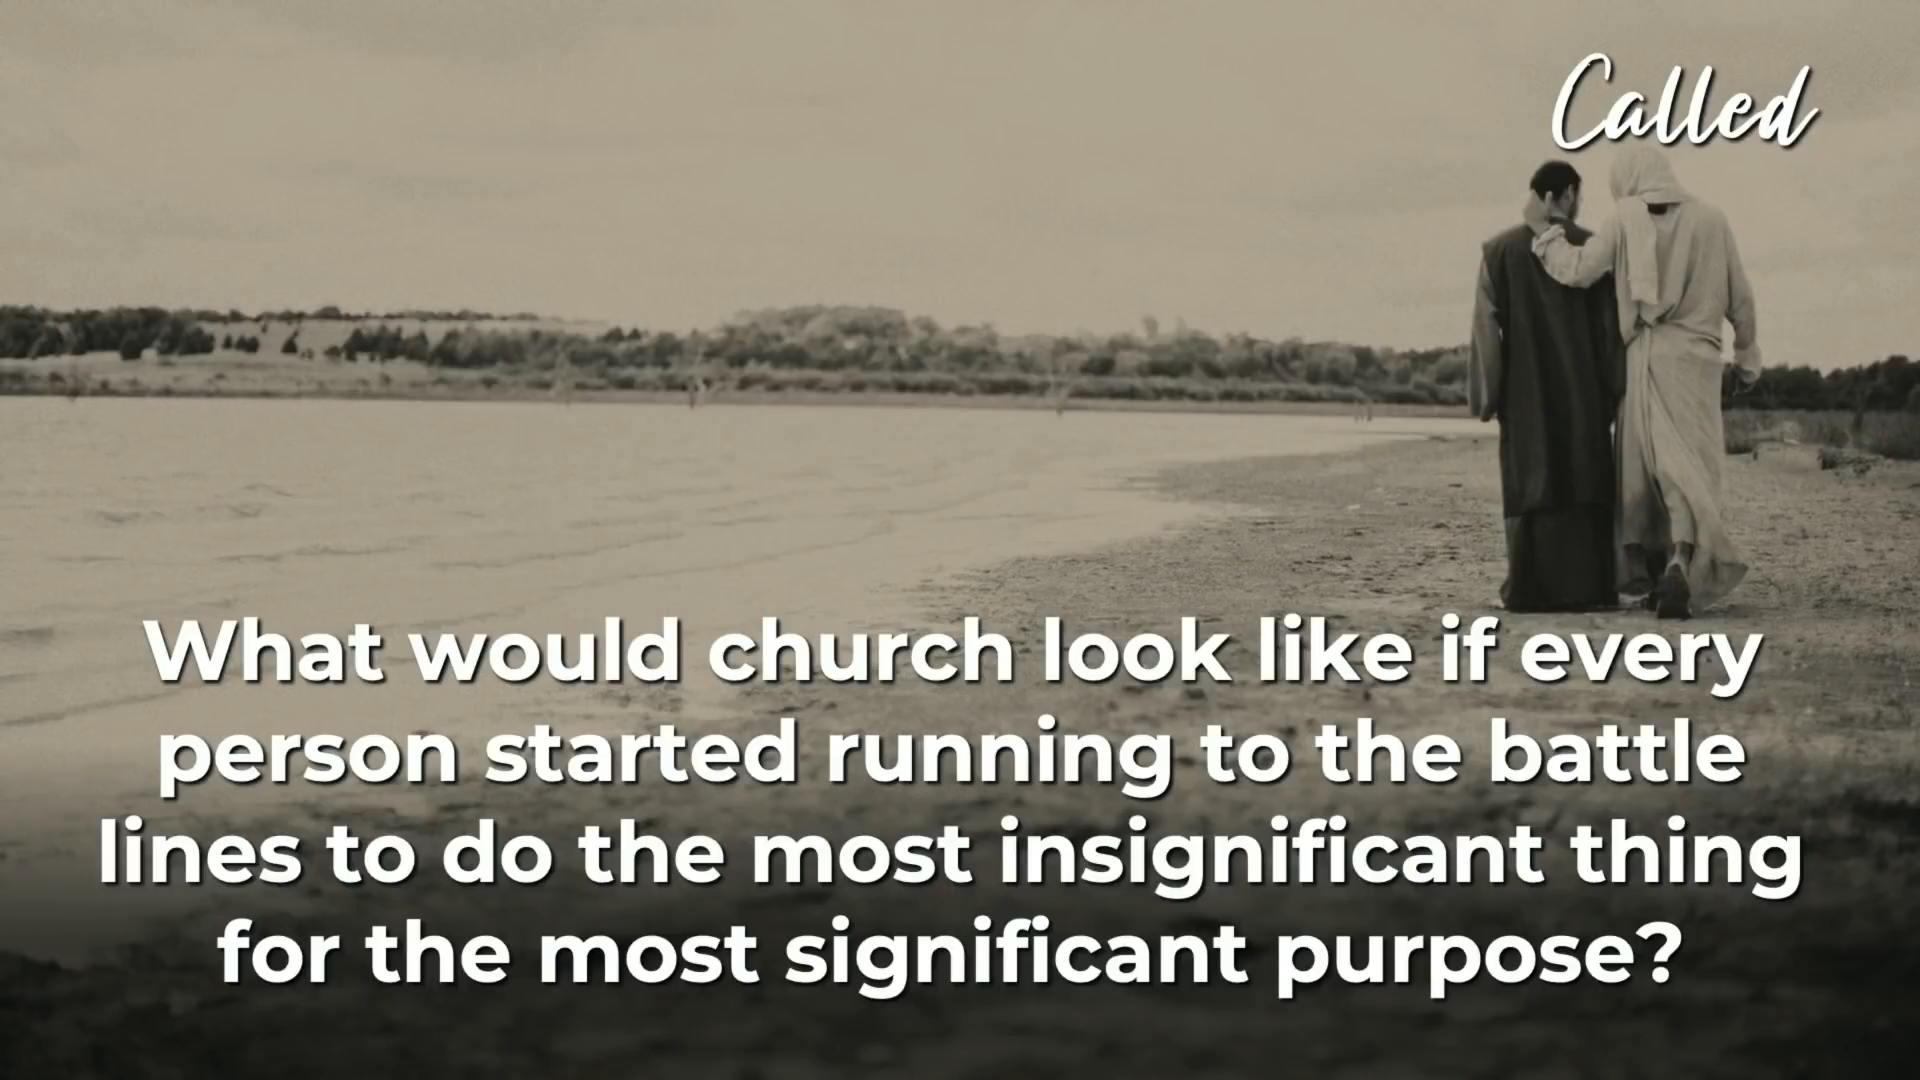 Called
What would church look like if every
person started running to the battle
lines to do the most insignificant thing
for the most significant purpose?